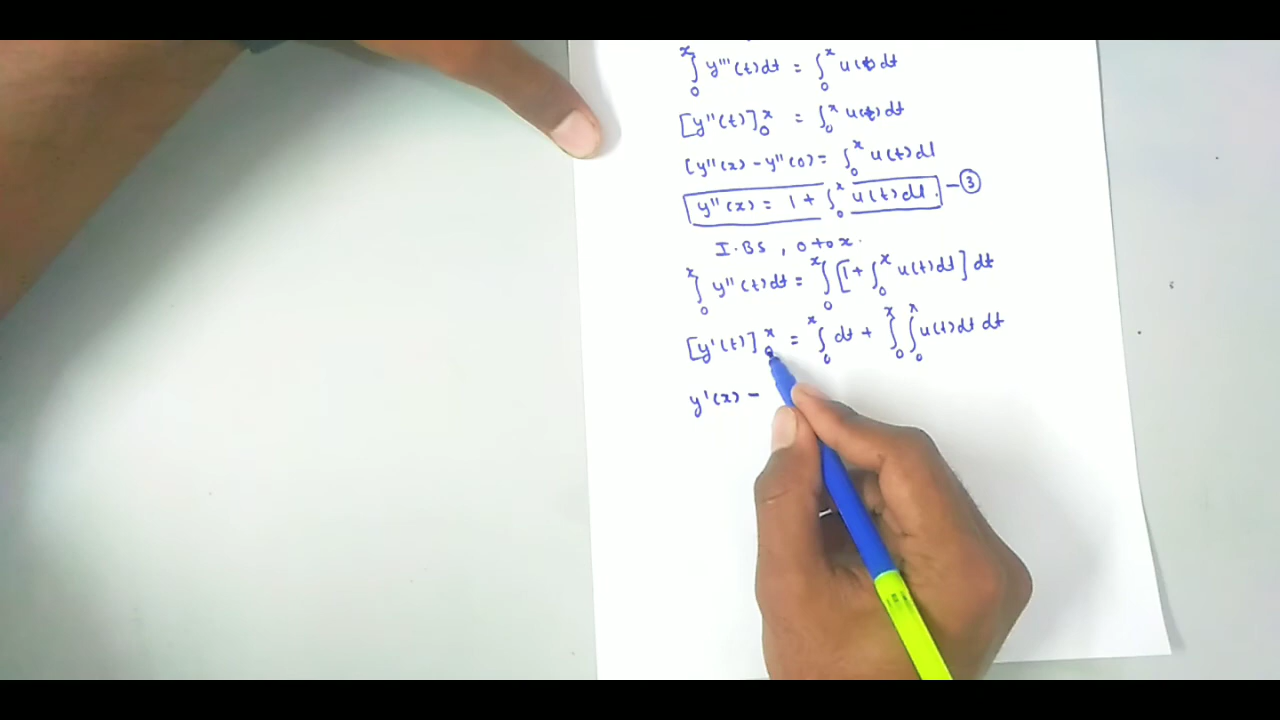 ∫₀ˣ y'''(t)dt = ∫₀ˣ u(t)dt
[y''(t)]₀ˣ = ∫₀ˣ u(t)dt
(y''(x) - y''(0) = ∫₀ˣ u(t)dt
y''(x) = 1 + ∫₀ˣ u(t)dt. - ③
I.BS, 0 to x.
∫₀ˣ y''(t)dt = ∫₀ˣ [1 + ∫₀ˣ u(t)dt] dt
[y'(t)]₀ˣ = ∫₀ˣ dt + ∫₀ˣ ∫₀ˣ u(t)dt dt
y'(x) -